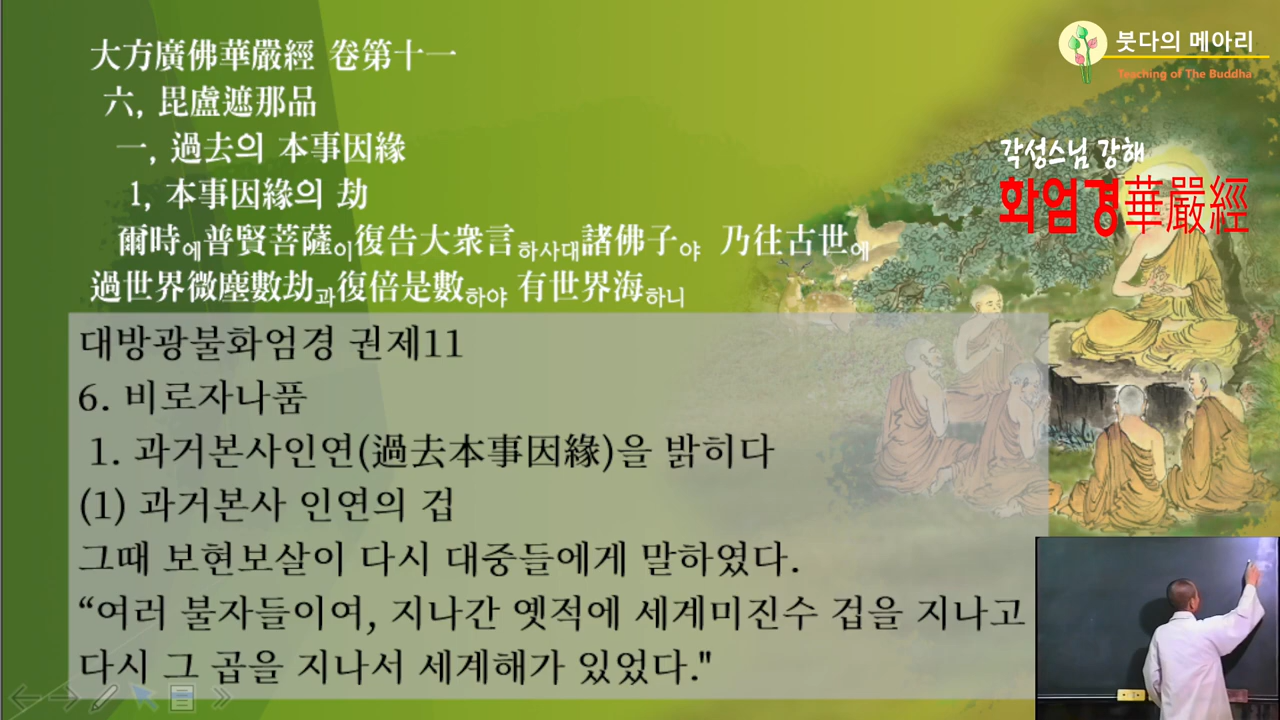 大方廣佛華嚴經 卷第十一
六, 毘盧遮那品
一, 過去의 本事因緣
1, 本事因緣의 劫
爾時에普賢菩薩이復告大衆言하사대諸佛子야 乃往古世에
過世界微塵數劫과復倍是數하야 有世界海하니
대방광불화엄경 권제11
6. 비로자나품
1. 과거본사인연(過去本事因緣)을 밝히다
(1) 과거본사 인연의 겁
그때 보현보살이 다시 대중들에게 말하였다.
“여러 불자들이여, 지나간 옛적에 세계미진수 겁을 지나고
다시 그 곱을 지나서 세계해가 있었다."
붓다의 메아리
Teaching of The Buddha
각성스님 강해
화엄경華嚴經